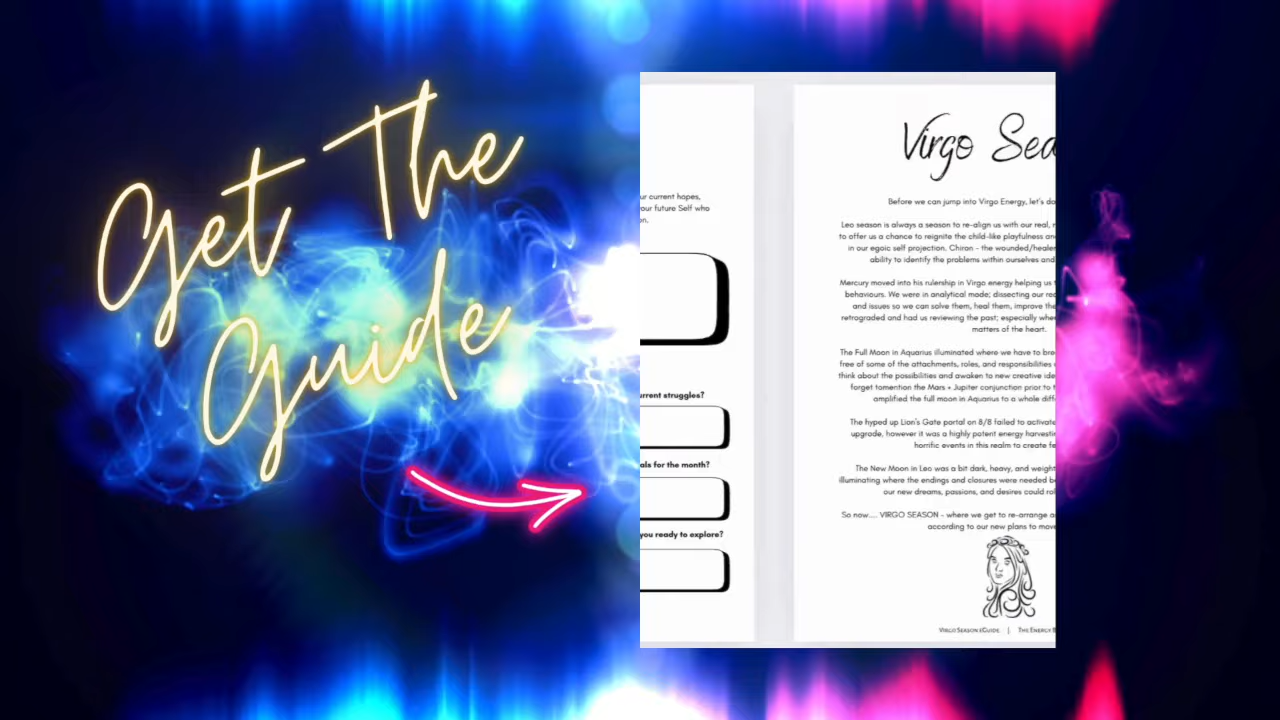 Get The
Guide
ur current hopes,
our future Self who
on.
urrent struggles?
als for the month?
you ready to explore?
Virgo Sea
Before we can jump into Virgo Energy, let's do
Leo season is always a season to re-align us with our real, r
to offer us a chance to reignite the child-like playfulness an
in our egoic self projection. Chiron - the wounded/healer
ability to identify the problems within ourselves and
Mercury moved into his rulership in Virgo energy helping us t
behaviours. We were in analytical mode; dissecting our rea
and issues so we can solve them, heal them, improve the
retrograded and had us reviewing the past; especially whe
matters of the heart.
The Full Moon in Aquarius illuminated where we have to bre
free of some of the attachments, roles, and responsibilities
think about the possibilities and awaken to new creative ide
forget tomention the Mars + Jupiter conjunction prior to t
amplified the full moon in Aquarius to a whole diff
The hyped up Lion's Gate portal on 8/8 failed to activate
upgrade, however it was a highly potent energy harvestin
horrific events in this realm to create fe
The New Moon in Leo was a bit dark, heavy, and weight
illuminating where the endings and closures were needed b
our new dreams, passions, and desires could rol
So now.... VIRGO SEASON - where we get to re-arrange a
according to our new plans to move
Virgo Season eGuide | The Energy B